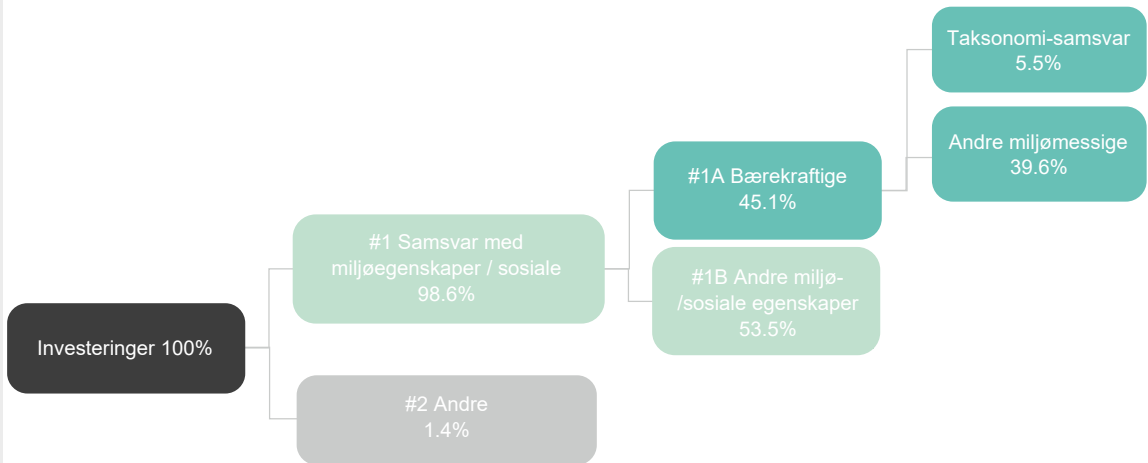 Taksonomi-samsvar
5.5%
Andre miljømessige
39.6%
#1A Bærekraftige
45.1%
#1 Samsvar med
miljøegenskaper / sosiale
98.6%
#1B Andre miljø-
/sosiale egenskaper
53.5%
Investeringer 100%
#2 Andre
1.4%